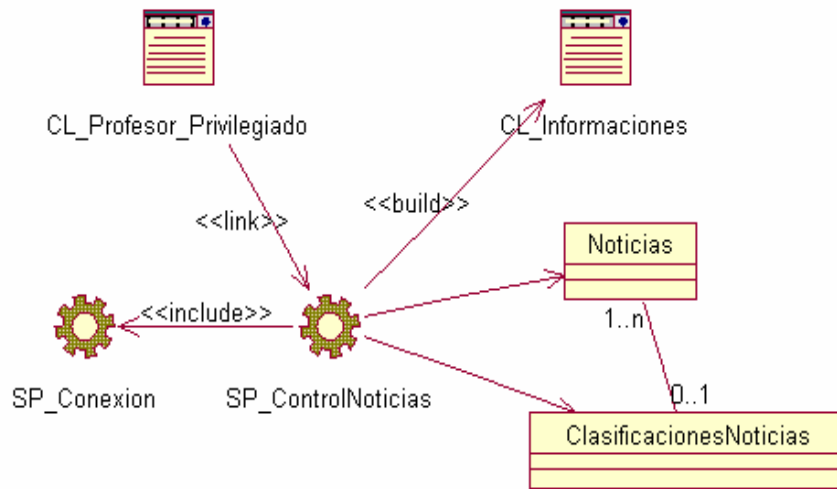 CL_Profesor_Privilegiado
CL_Informaciones
<<link>>
<<build>>
Noticias
<<include>>
1..n
SP_Conexion
SP_ControlNoticias
0..1
ClasificacionesNoticias